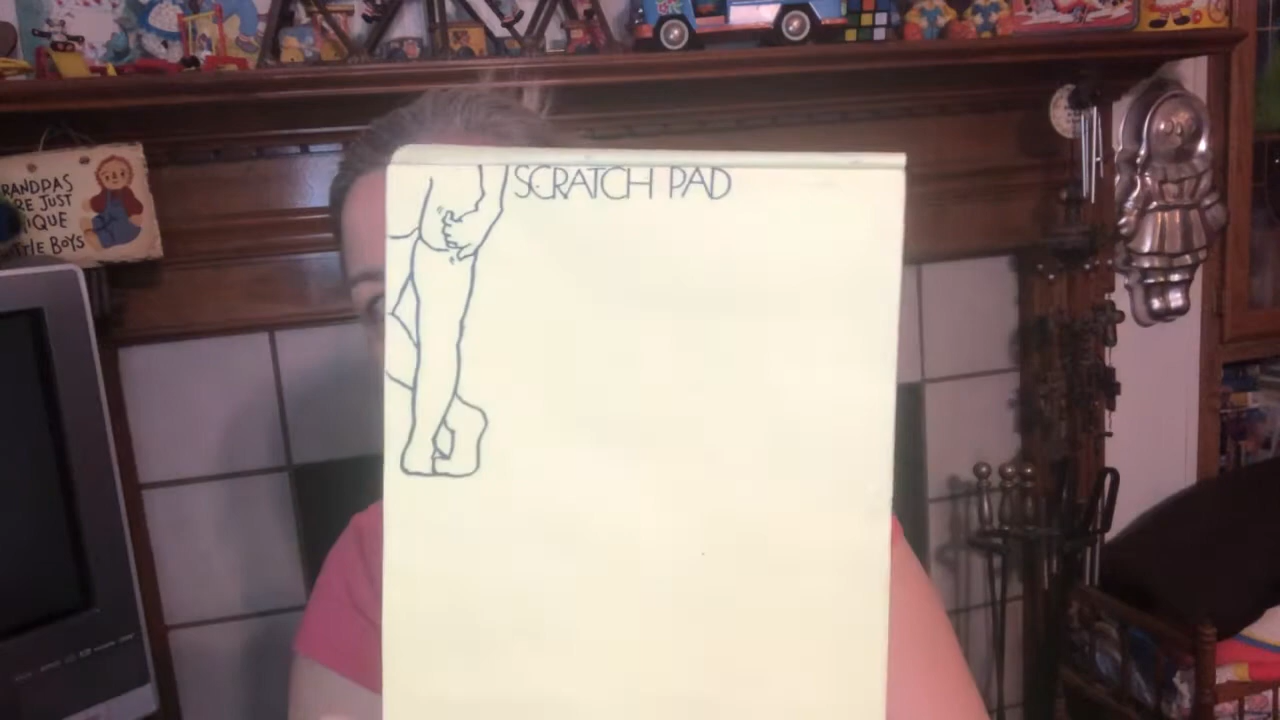 SCRATCH PAD
RANDPAS
RE JUST
IQUE
TTLE BOYS